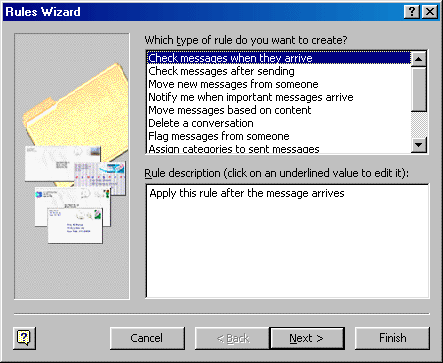 Rules Wizard
Which type of rule do you want to create?
Check messages when they arrive
Check messages after sending
Move new messages from someone
Notify me when important messages arrive
Move messages based on content
Delete a conversation
Flag messages from someone
Assign categories to sent messages
Rule description (click on an underlined value to edit it):
Apply this rule after the message arrives
Cancel
< Back
Next >
Finish